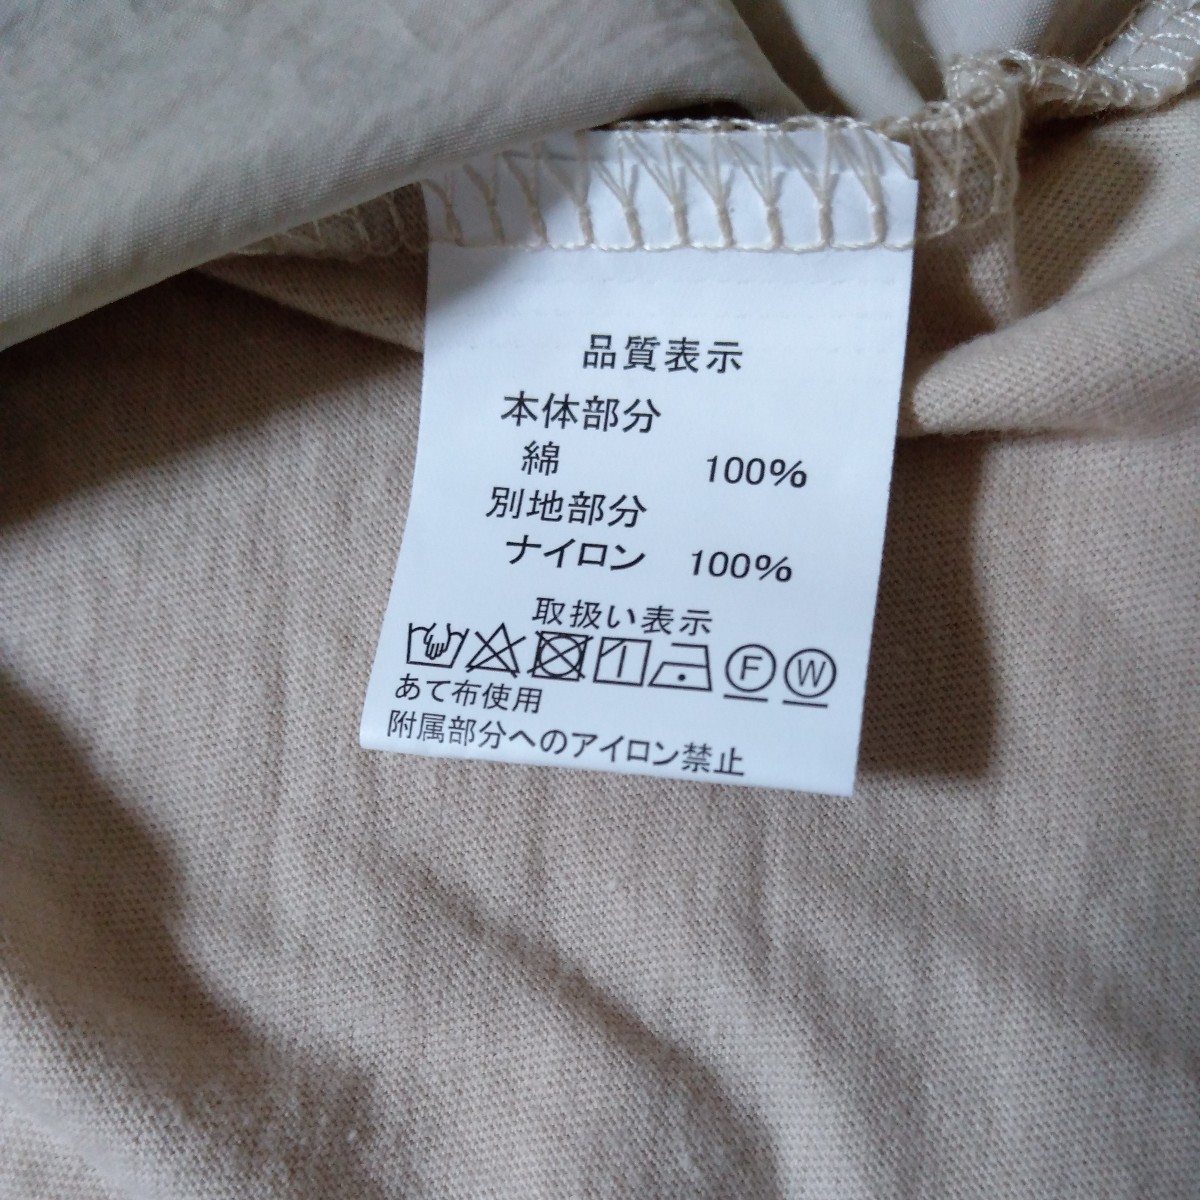 品質表示
本体部分
綿 100%
別地部分
ナイロン 100%
取扱い表示
F W
あて布使用
附属部分へのアイロン禁止